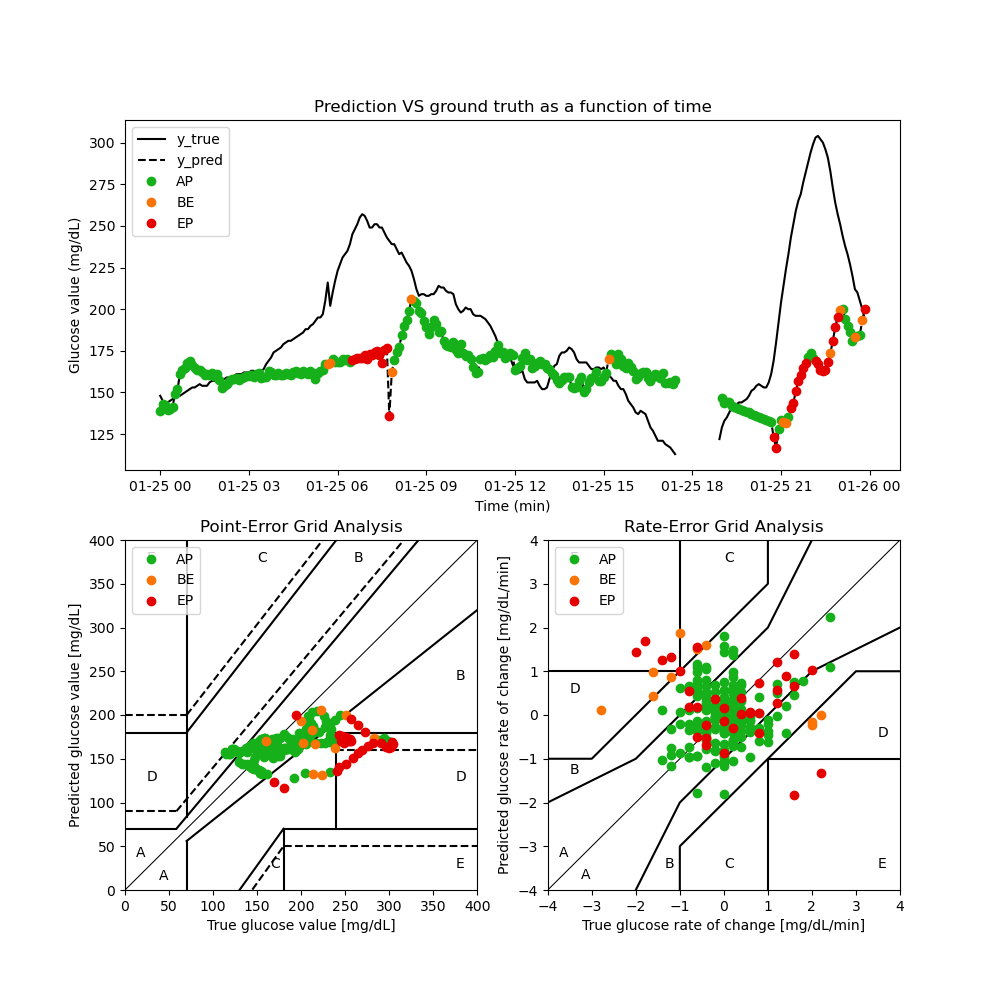 Prediction VS ground truth as a function of time
Glucose value (mg/dL)
300
275
250
225
200
175
150
125
y_true
y_pred
AP
BE
EP
01-25 00 01-25 03 01-25 06 01-25 09 01-25 12 01-25 15 01-25 18 01-25 21 01-26 00
Time (min)
Point-Error Grid Analysis
Predicted glucose value [mg/dL]
400
350
300
250
200
150
100
50
0
AP
BE
EP
C
B
B
D
D
A
A
C
E
0 50 100 150 200 250 300 350 400
True glucose value [mg/dL]
Rate-Error Grid Analysis
Predicted glucose rate of change [mg/dL/min]
4
3
2
1
0
−1
−2
−3
−4
AP
BE
EP
C
D
D
B
A
A
B
C
E
−4 −3 −2 −1 0 1 2 3 4
True glucose rate of change [mg/dL/min]